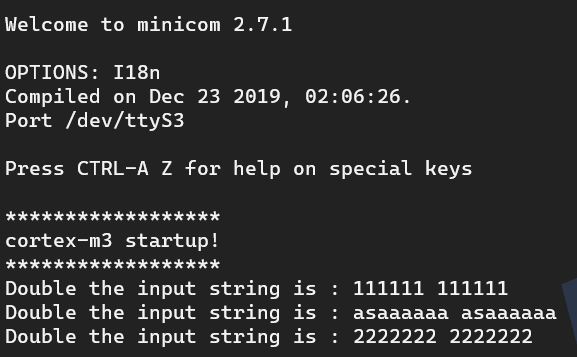 Welcome to minicom 2.7.1
OPTIONS: I18n
Compiled on Dec 23 2019, 02:06:26.
Port /dev/ttyS3
Press CTRL-A Z for help on special keys
******************
cortex-m3 startup!
******************
Double the input string is : 111111 111111
Double the input string is : asaaaaaa asaaaaaa
Double the input string is : 2222222 2222222